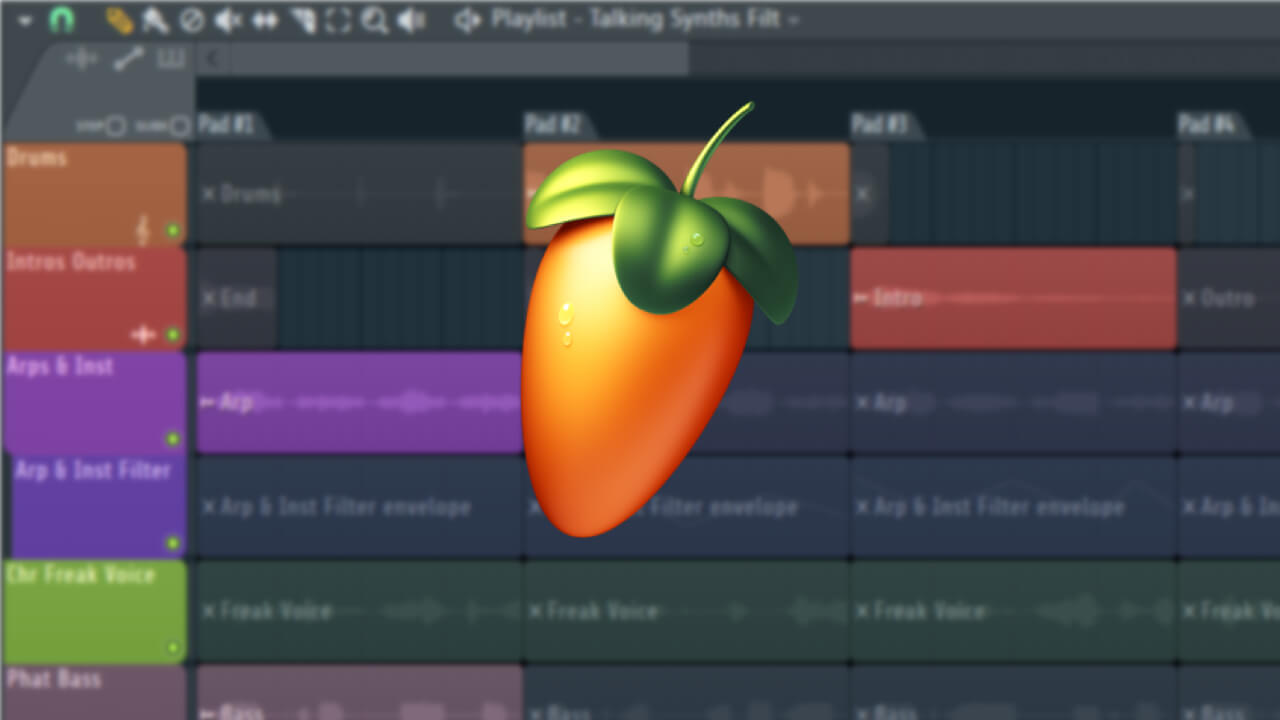 Playlist - Talking Synths Filt
STEP SLIDE
Pad #1 Pad #2 Pad #3 Pad #4
Drums Drums
Intros Outros End Intro Outro
Arps & Inst Arp Arp Arp
Arp & Inst Filter Arp & Inst Filter envelope Filter envelope Arp & Inst Filter envelope Arp & In
Chr Freak Voice Freak Voice Freak Voice Freak Voice Freak Vo
Phat Bass
Bass Bass Bass Bass